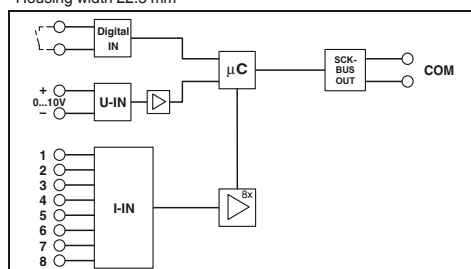 Housing width 22.5 mm
Digital
IN
µC
SCK-
BUS
OUT
COM
+
0...10V
–
U-IN
1
2
3
4
5
6
7
8
I-IN
8x